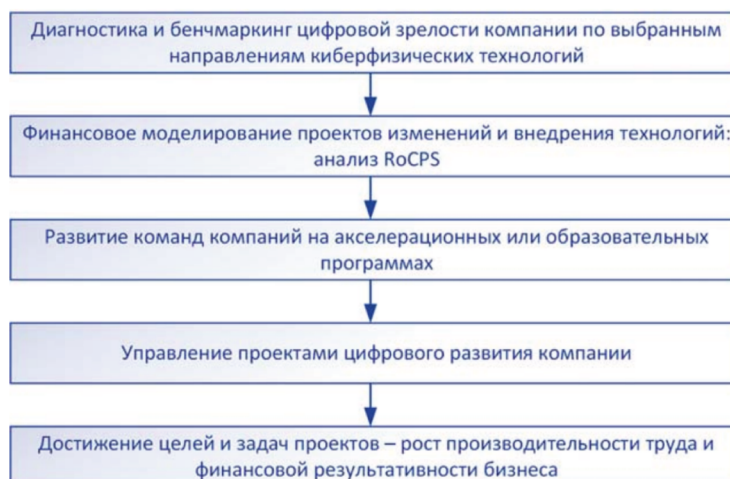 Диагностика и бенчмаркинг цифровой зрелости компании по выбранным
направлениям киберфизических технологий
Финансовое моделирование проектов изменений и внедрения технологий:
анализ RoCPS
Развитие команд компаний на акселерационных или образовательных
программах
Управление проектами цифрового развития компании
Достижение целей и задач проектов – рост производительности труда и
финансовой результативности бизнеса